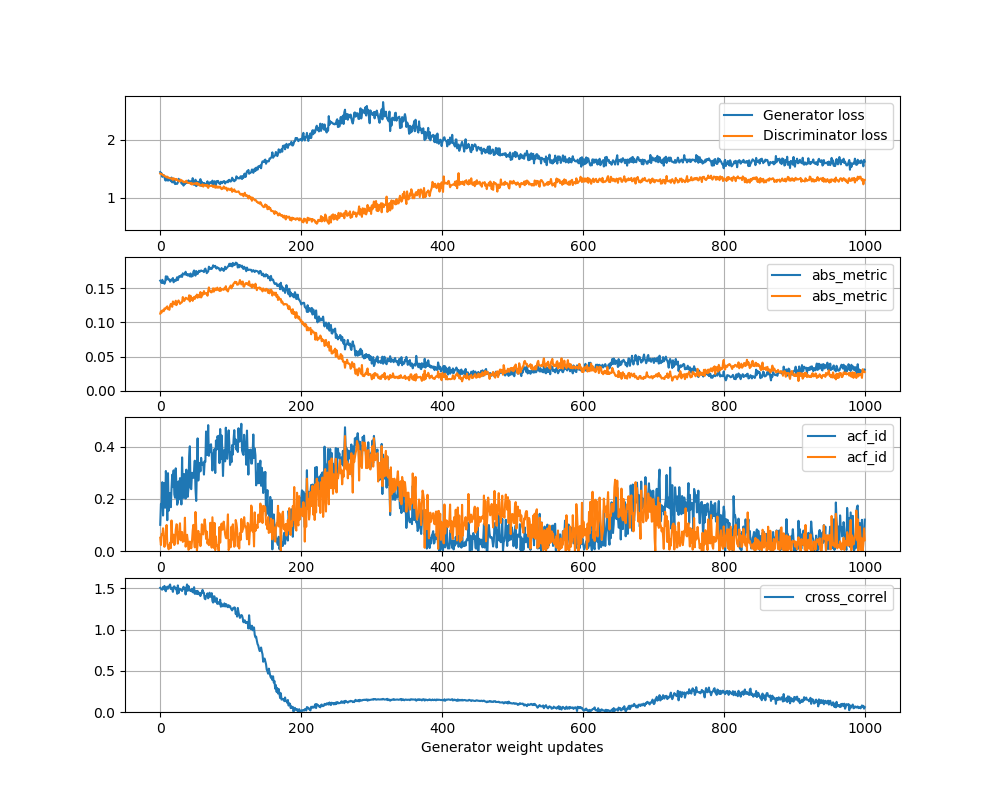 Generator loss
Discriminator loss
2
1
0 200 400 600 800 1000
abs_metric
abs_metric
0.15
0.10
0.05
0.00
0 200 400 600 800 1000
acf_id
acf_id
0.4
0.2
0.0
0 200 400 600 800 1000
cross_correl
1.5
1.0
0.5
0.0
0 200 400 600 800 1000
Generator weight updates